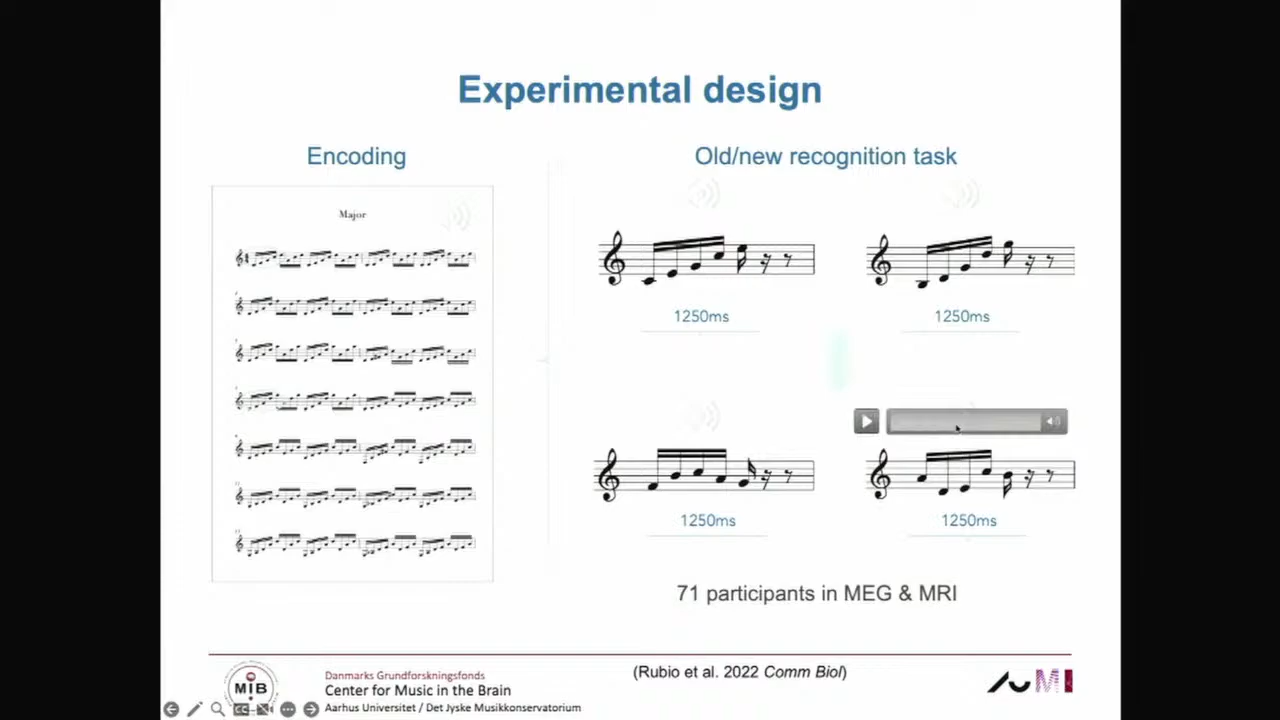 Experimental design
Encoding
Old/new recognition task
Major
1250ms
1250ms
1250ms
1250ms
71 participants in MEG & MRI
(Rubio et al. 2022 Comm Biol)
MIB
Danmarks Grundforskningsfonds
Center for Music in the Brain
Aarhus Universitet / Det Jyske Musikkonservatorium